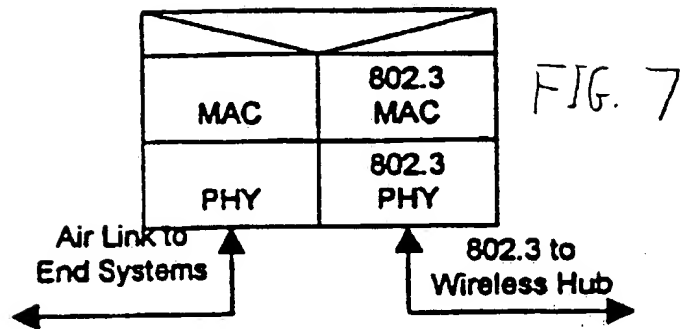 802.3
MAC
MAC
FIG. 7
802.3
PHY
PHY
Air Link to
End Systems
802.3 to
Wireless Hub